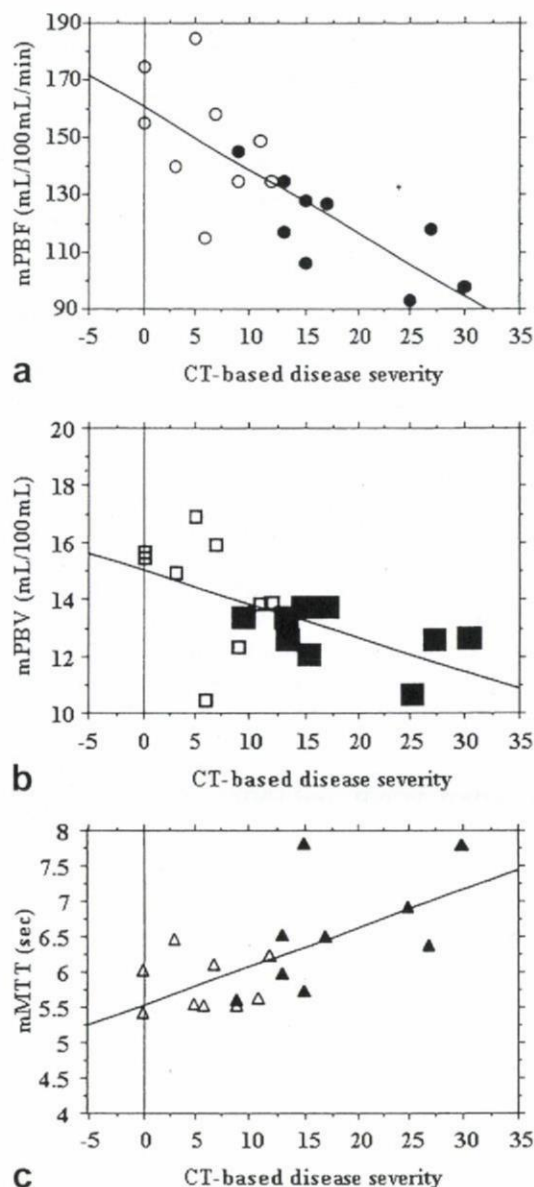 190
170
150
130
110
90
mPBF (mL/100mL/min)
-5 0 5 10 15 20 25 30 35
a
CT-based disease severity
20
18
16
14
12
10
mPBV (mL/100mL)
-5 0 5 10 15 20 25 30 35
b
CT-based disease severity
8
7.5
7
6.5
6
5.5
5
4.5
4
mMTT (sec)
-5 0 5 10 15 20 25 30 35
c
CT-based disease severity